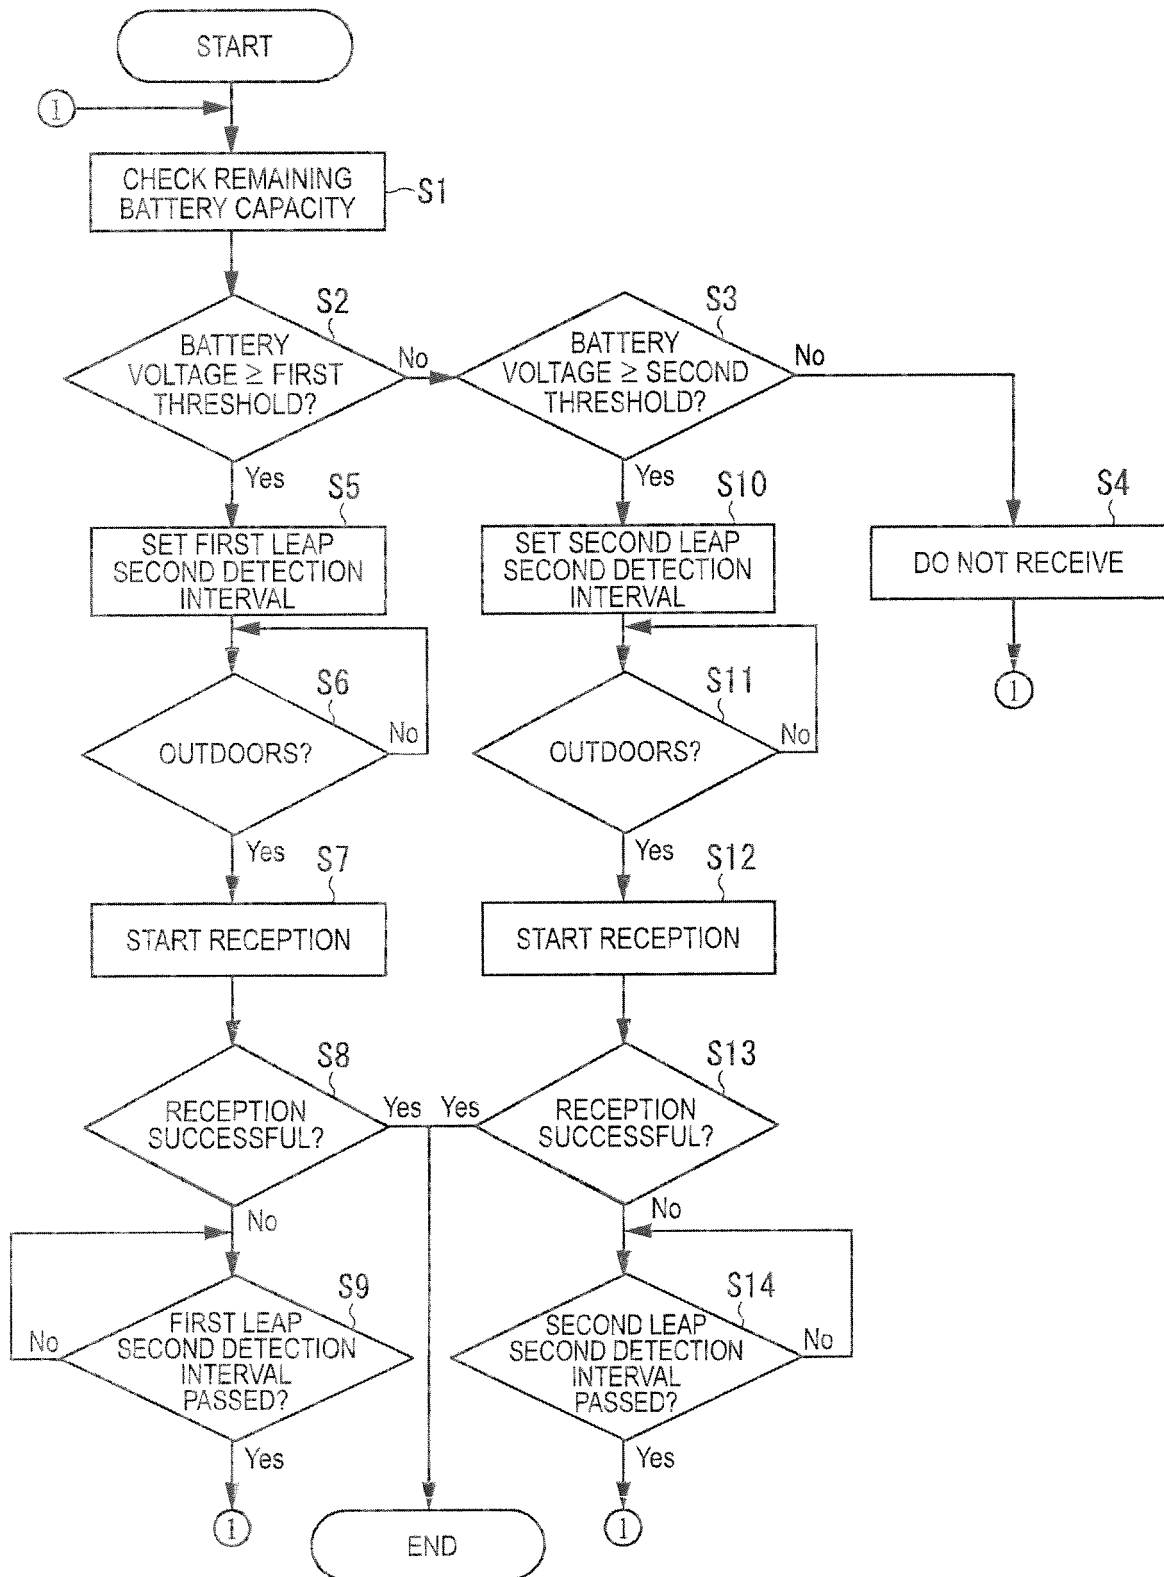 START
1
CHECK REMAINING
BATTERY CAPACITY
S1
S2
BATTERY
VOLTAGE ≥ FIRST
THRESHOLD?
No
S3
BATTERY
VOLTAGE ≥ SECOND
THRESHOLD?
No
Yes
Yes
S5
SET FIRST LEAP
SECOND DETECTION
INTERVAL
S10
SET SECOND LEAP
SECOND DETECTION
INTERVAL
S4
DO NOT RECEIVE
1
S6
OUTDOORS?
No
S11
OUTDOORS?
No
Yes
Yes
S7
START RECEPTION
S12
START RECEPTION
S8
RECEPTION
SUCCESSFUL?
Yes
Yes
S13
RECEPTION
SUCCESSFUL?
No
No
S9
FIRST LEAP
SECOND DETECTION
INTERVAL
PASSED?
No
S14
SECOND LEAP
SECOND DETECTION
INTERVAL
PASSED?
No
Yes
Yes
1
END
1